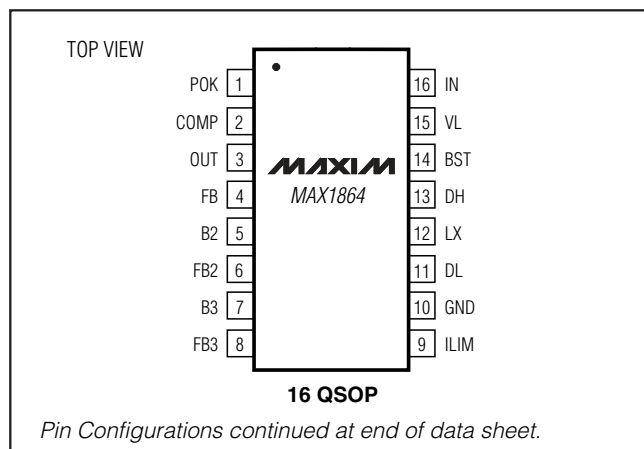 TOP VIEW
POK 1
COMP 2
OUT 3
FB 4
B2 5
FB2 6
B3 7
FB3 8
MAXIM
MAX1864
16 IN
15 VL
14 BST
13 DH
12 LX
11 DL
10 GND
9 ILIM
16 QSOP
Pin Configurations continued at end of data sheet.